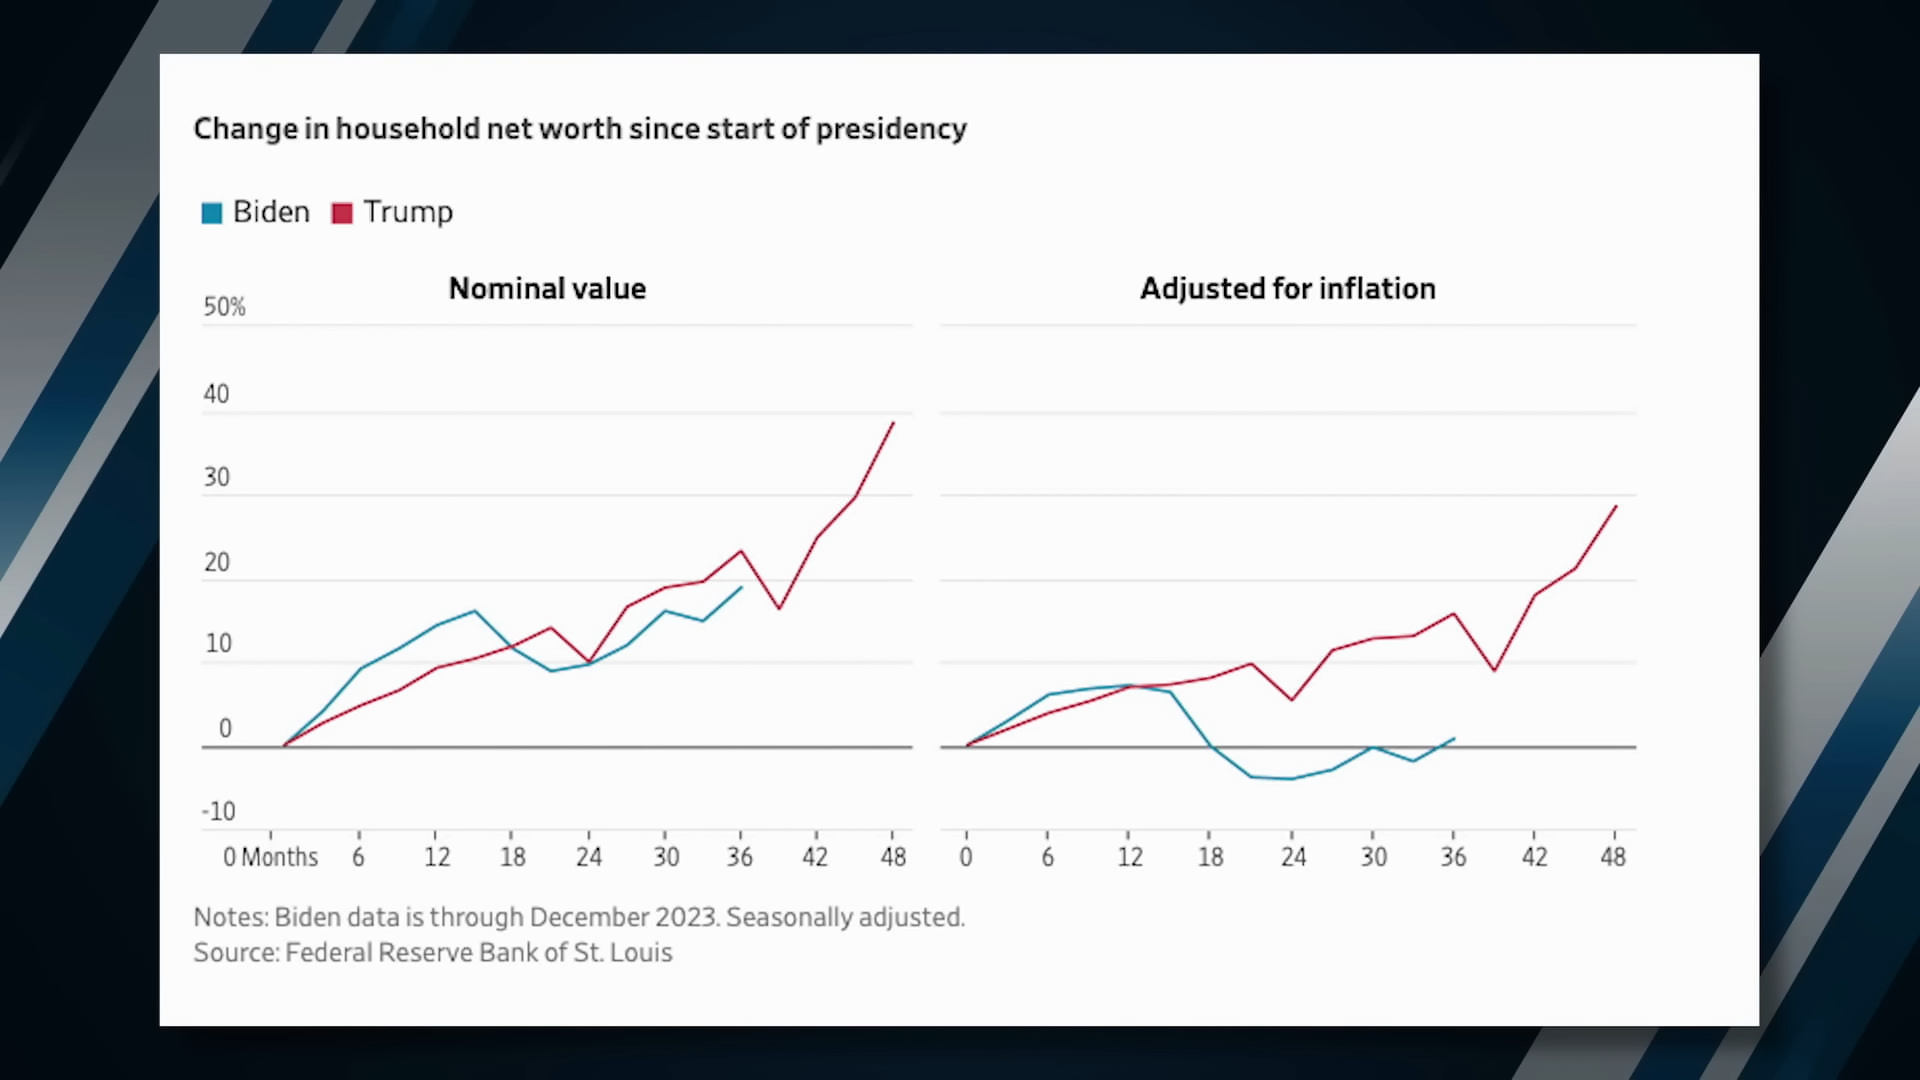 Change in household net worth since start of presidency
Biden Trump
Nominal value
50%
40
30
20
10
0
-10
0 Months 6 12 18 24 30 36 42 48
Adjusted for inflation
0 6 12 18 24 30 36 42 48
Notes: Biden data is through December 2023. Seasonally adjusted.
Source: Federal Reserve Bank of St. Louis